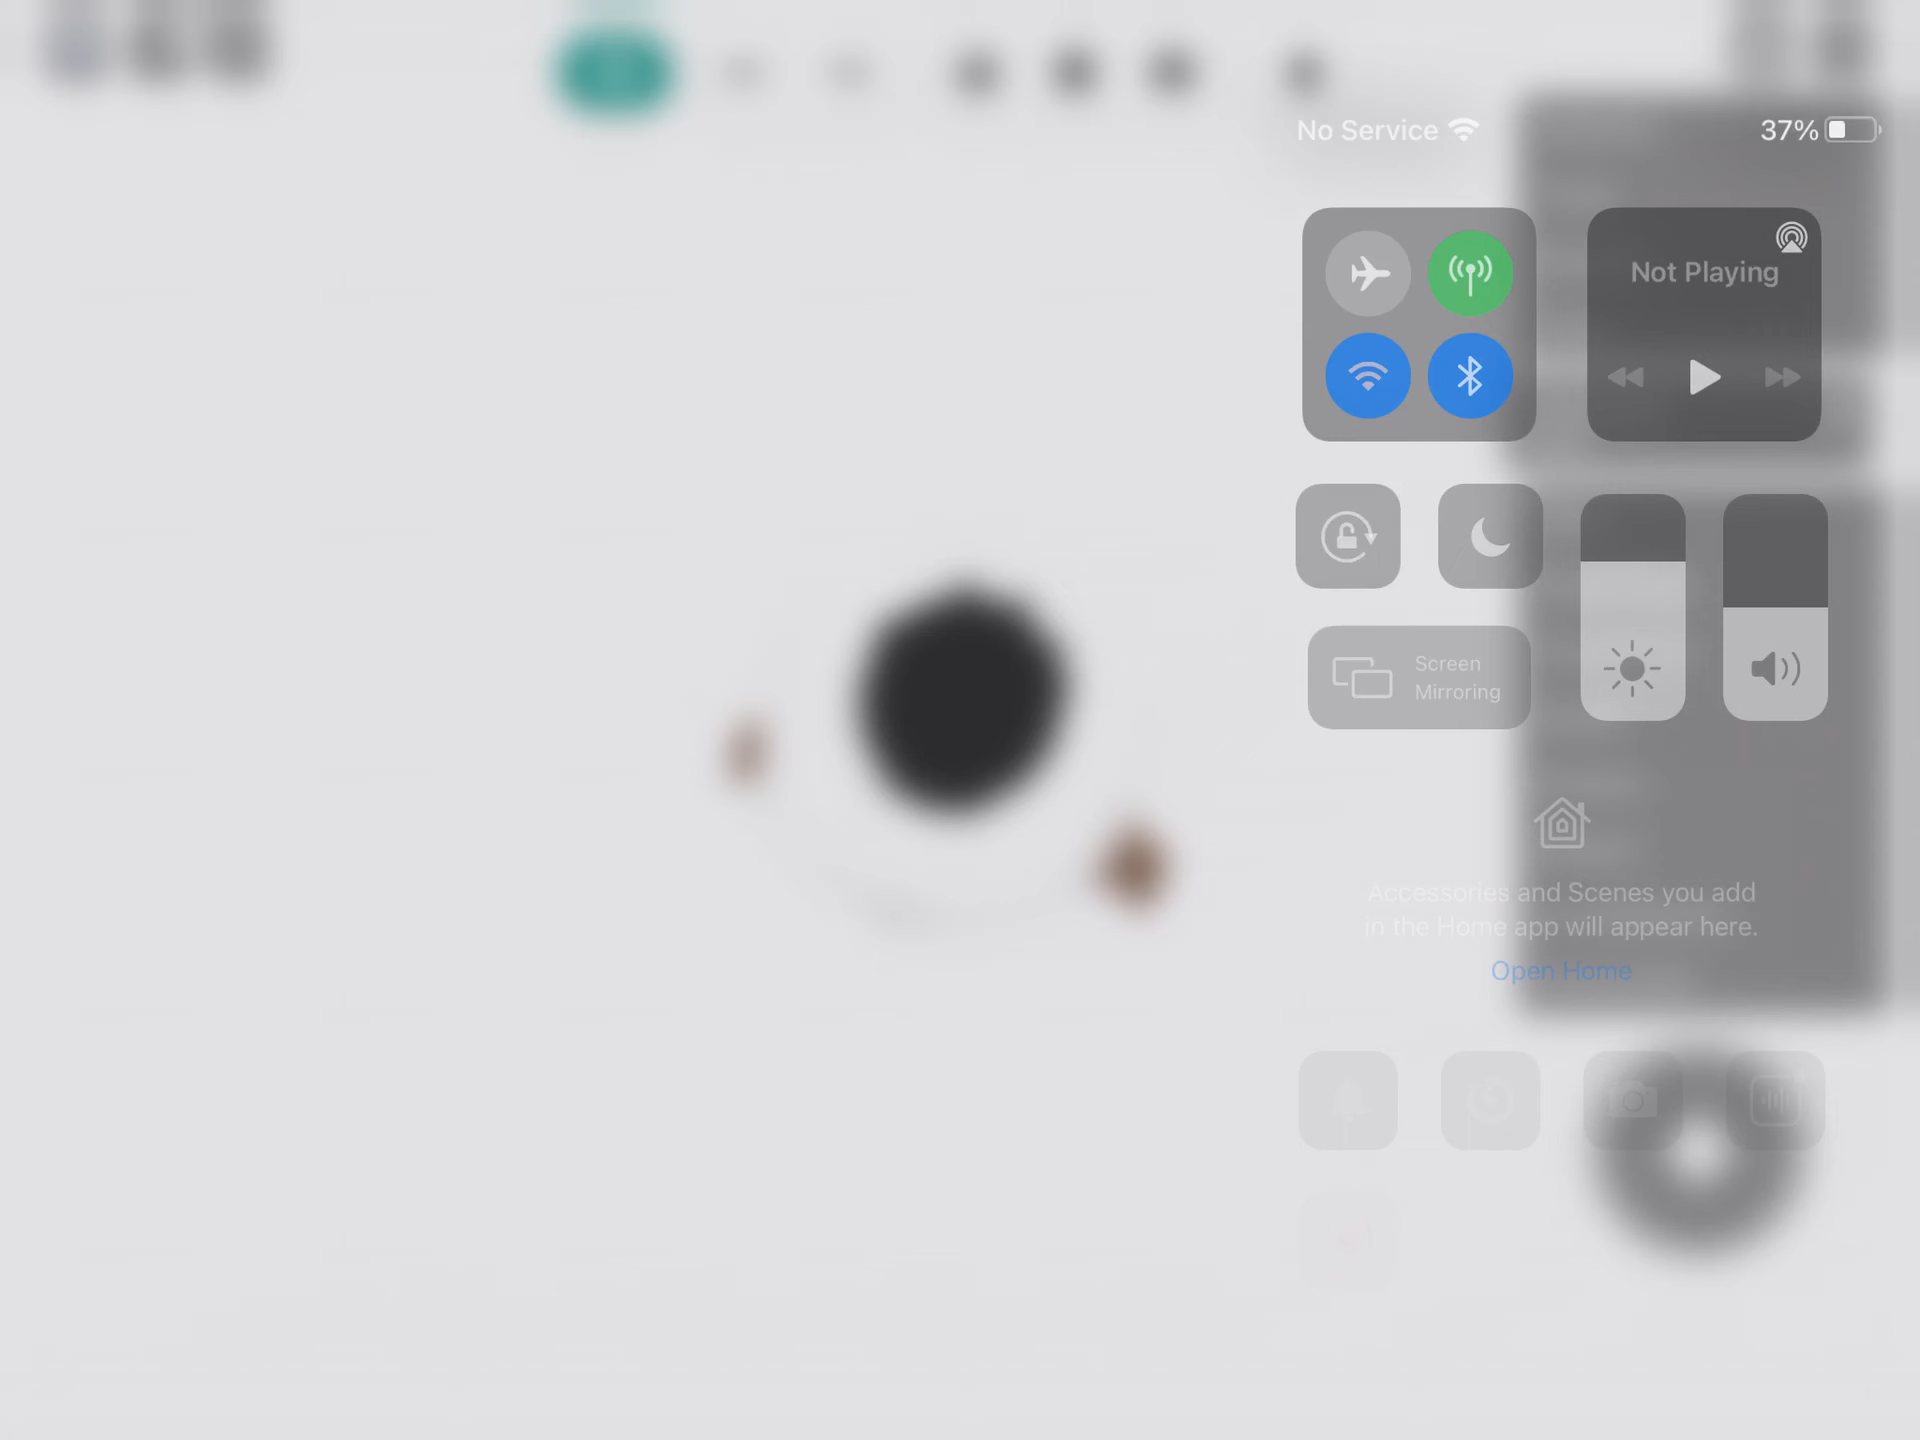 No Service
37%
Not Playing
Screen
Mirroring
Accessories and Scenes you add
in the Home app will appear here.
Open Home